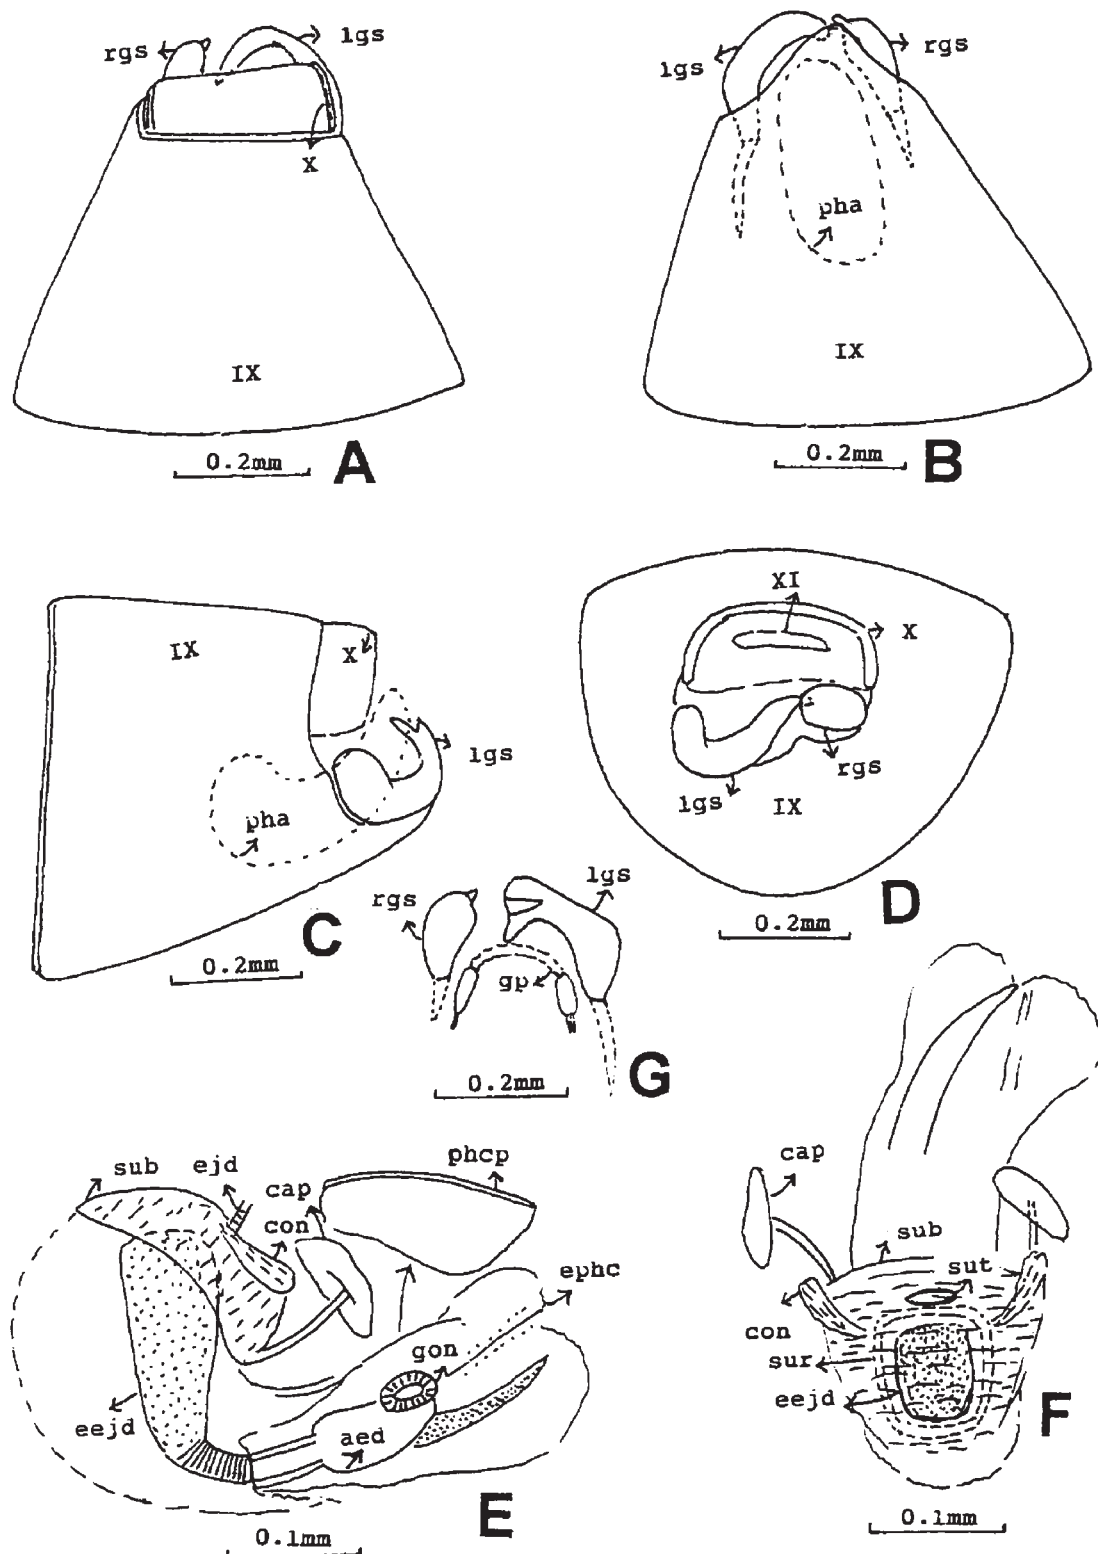 rgs
lgs
X
IX
0.2mm
A
lgs
rgs
pha
IX
0.2mm
B
IX
X
lgs
pha
0.2mm
C
XI
X
rgs
lgs
IX
0.2mm
D
rgs
lgs
gp
0.2mm
G
sub
ejd
cap
con
phcp
ephc
gon
aed
eejd
0.1mm
E
cap
sub
sut
con
sur
eejd
0.1mm
F